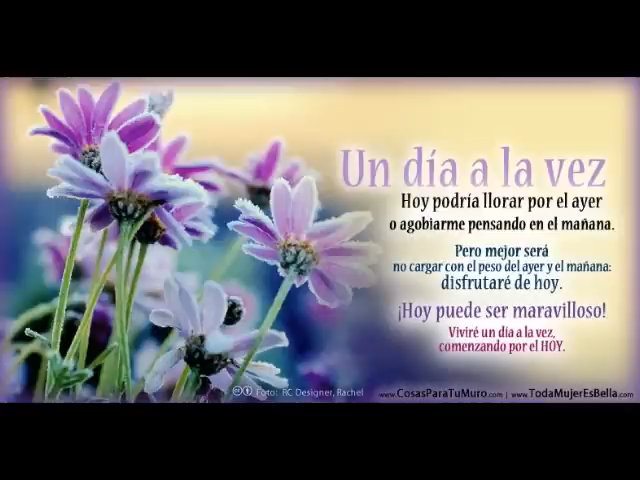 Un día a la vez
Hoy podría llorar por el ayer
o agobiarme pensando en el mañana.
Pero mejor será
no cargar con el peso del ayer y el mañana:
disfrutaré de hoy.
¡Hoy puede ser maravilloso!
Viviré un día a la vez,
comenzando por el HOY.
Foto: RC Designer, Rachel
www.CosasParaTuMuro.com | www.TodaMujerEsBella.com